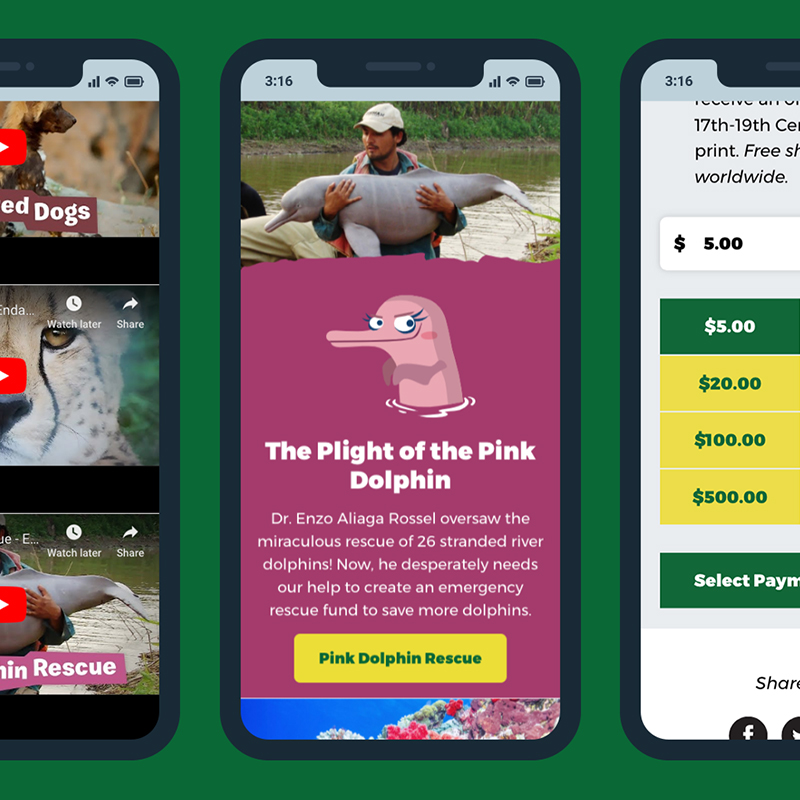 ed Dogs
Enda...
Watch later
Share
ue - E...
Watch later
Share
in Rescue
3:16
The Plight of the Pink
Dolphin
Dr. Enzo Aliaga Rossel oversaw the
miraculous rescue of 26 stranded river
dolphins! Now, he desperately needs
our help to create an emergency
rescue fund to save more dolphins.
Pink Dolphin Rescue
3:16
receive an or
17th-19th Cen
print. Free sh
worldwide.
$ 5.00
$5.00
$20.00
$100.00
$500.00
Select Paym
Share